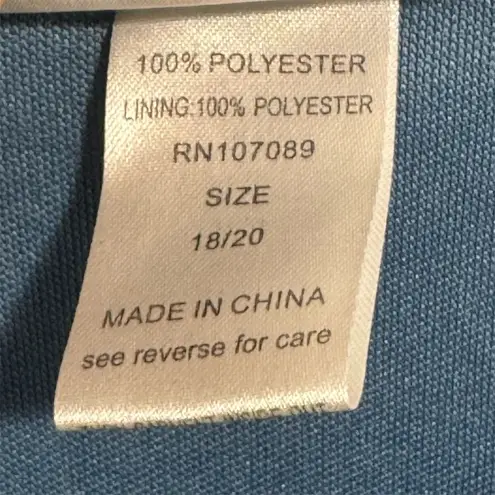 100% POLYESTER
LINING:100% POLYESTER
RN107089
SIZE
18/20
MADE IN CHINA
see reverse for care